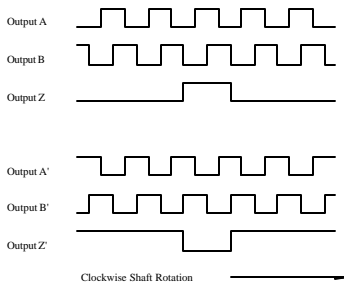 Output A
Output B
Output Z
Output A'
Output B'
Output Z'
Clockwise Shaft Rotation